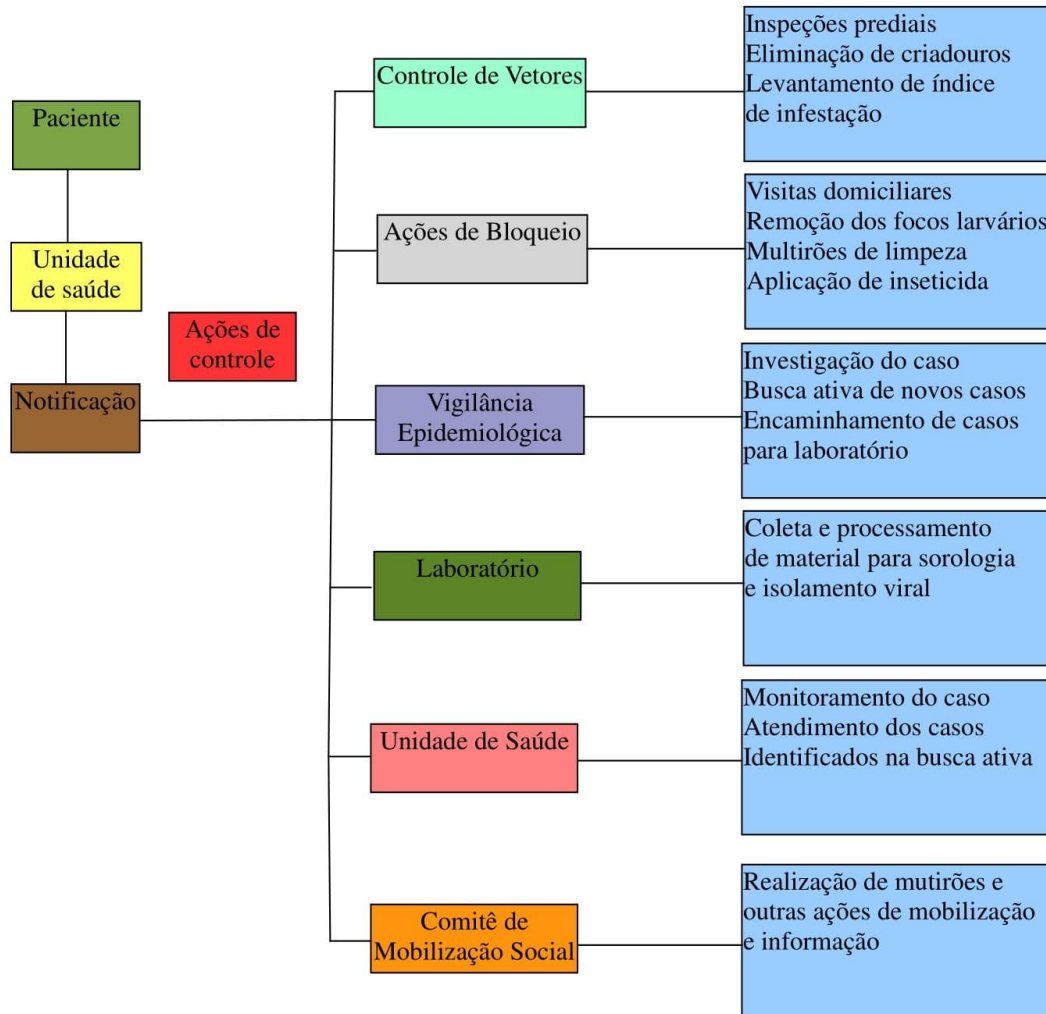 Paciente
Unidade
de saúde
Notificação
Ações de
controle
Controle de Vetores
Inspeções prediais
Eliminação de criadouros
Levantamento de índice
de infestação
Ações de Bloqueio
Visitas domiciliares
Remoção dos focos larvários
Multirões de limpeza
Aplicação de inseticida
Vigilância
Epidemiológica
Investigação do caso
Busca ativa de novos casos
Encaminhamento de casos
para laboratório
Laboratório
Coleta e processamento
de material para sorologia
e isolamento viral
Unidade de Saúde
Monitoramento do caso
Atendimento dos casos
Identificados na busca ativa
Comitê de
Mobilização Social
Realização de mutirões e
outras ações de mobilização
e informação